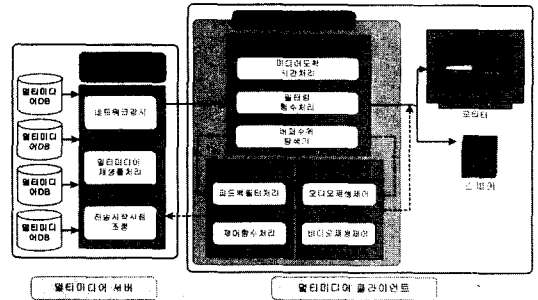 멀티미디
어DB
멀티미디
어DB
멀티미디
어DB
멀티미디
어DB
네트워크감시
멀티미디어
재생률처리
전송시작시점
조정
미디어도착
시간처리
필터링
함수처리
버퍼수위
탐색기
피드백필터처리
제어함수처리
오디오재생제어
비디오재생제어
모니터
스피커
멀티미디어 서버
멀티미디어 클라이언트